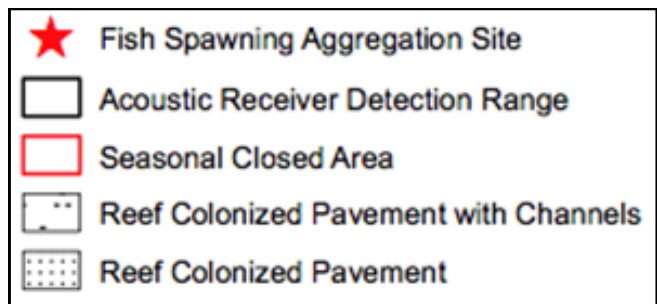 Fish Spawning Aggregation Site
Acoustic Receiver Detection Range
Seasonal Closed Area
Reef Colonized Pavement with Channels
Reef Colonized Pavement